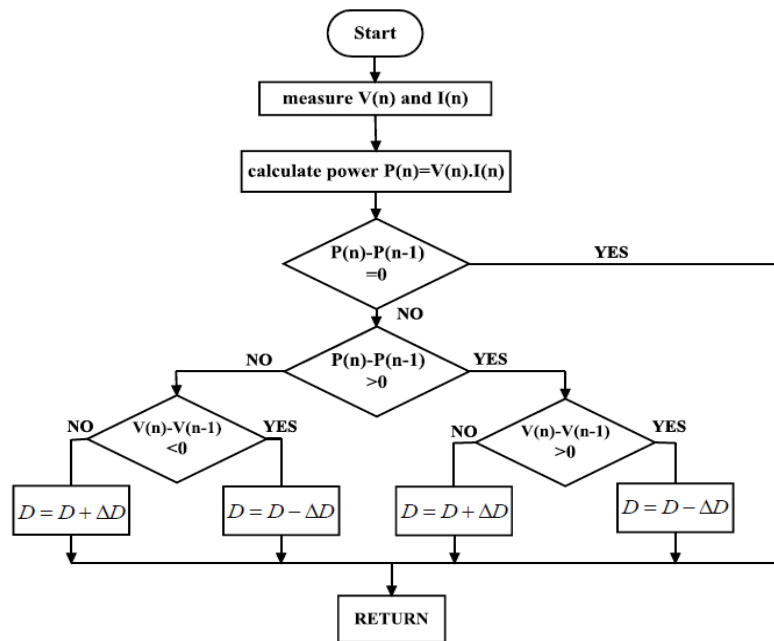 Start
measure V(n) and I(n)
calculate power P(n)=V(n).I(n)
P(n)-P(n-1)
=0
YES
NO
P(n)-P(n-1)
>0
NO
YES
V(n)-V(n-1)
<0
NO
YES
V(n)-V(n-1)
>0
NO
YES
D = D + ΔD
D = D − ΔD
D = D + ΔD
D = D − ΔD
RETURN